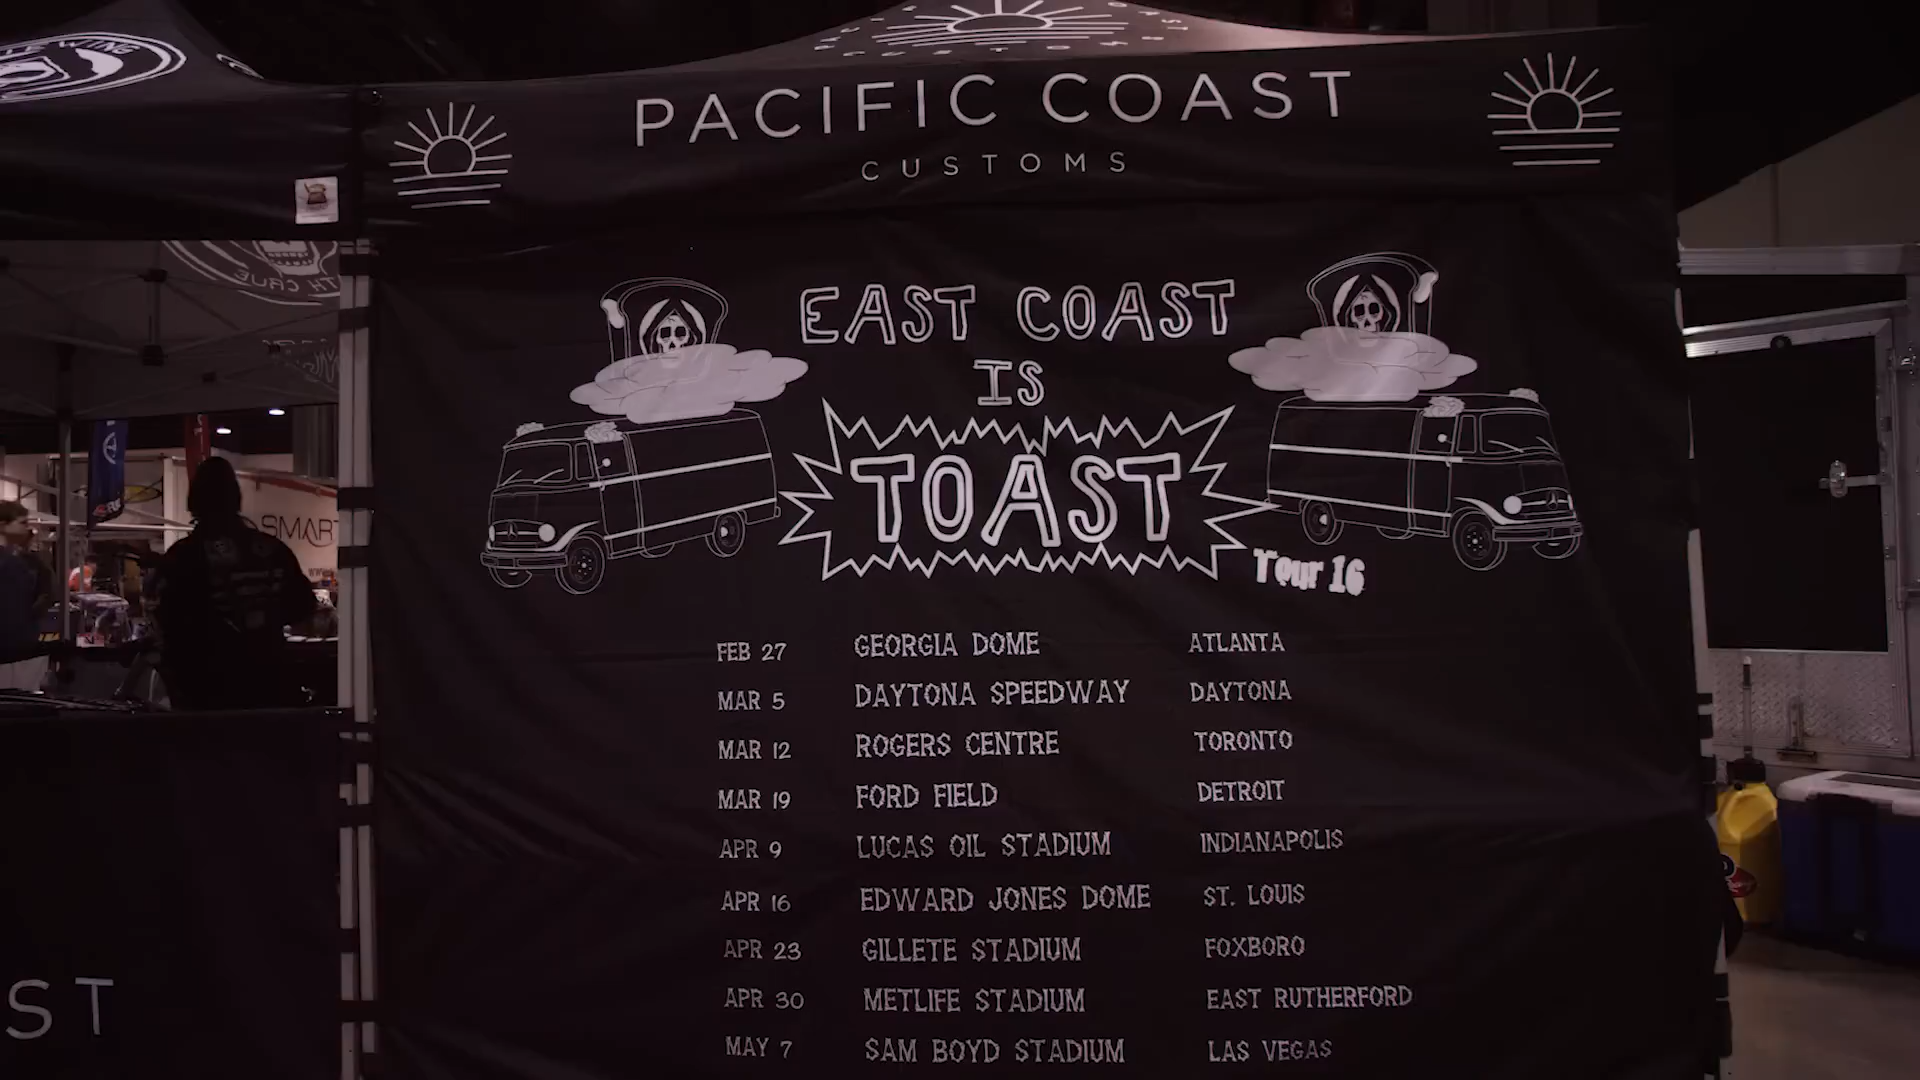 PACIFIC COAST
CUSTOMS
EAST COAST
IS
TOAST
Tour 16
FEB 27 GEORGIA DOME ATLANTA
MAR 5 DAYTONA SPEEDWAY DAYTONA
MAR 12 ROGERS CENTRE TORONTO
MAR 19 FORD FIELD DETROIT
APR 9 LUCAS OIL STADIUM INDIANAPOLIS
APR 16 EDWARD JONES DOME ST. LOUIS
APR 23 GILLETE STADIUM FOXBORO
APR 30 METLIFE STADIUM EAST RUTHERFORD
MAY 7 SAM BOYD STADIUM LAS VEGAS
SMART
ST